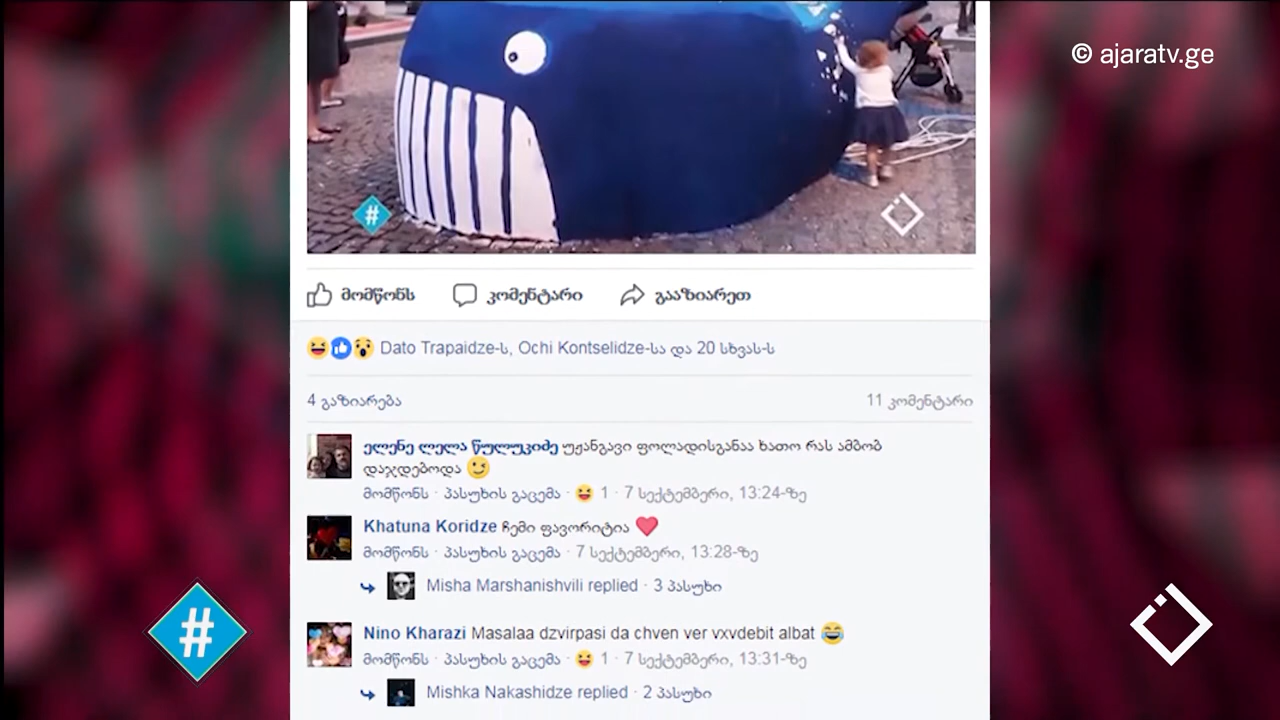 © ajaratv.ge
#
მომწონს კომენტარი გააზიარეთ
Dato Trapaidze-ს, Ochi Kontselidze-სა და 20 სხვას-ს
4 გაზიარება 11 კომენტარი
ელენე ლელა წულუკიძე უჟანგავი ფოლადისგანაა ხათო რას ამბობ
დაჯდებოდა
მომწონს · პასუხის გაცემა · 1 · 7 სექტემბერი, 13:24-ზე
Khatuna Koridze ჩემი ფავორიტია ❤
მომწონს · პასუხის გაცემა · 7 სექტემბერი, 13:28-ზე
Misha Marshanishvili replied · 3 პასუხი
Nino Kharazi Masalaa dzvirpasi da chven ver vxvdebit albat 😂
მომწონს · პასუხის გაცემა · 1 · 7 სექტემბერი, 13:31-ზე
Mishka Nakashidze replied · 2 პასუხი
#